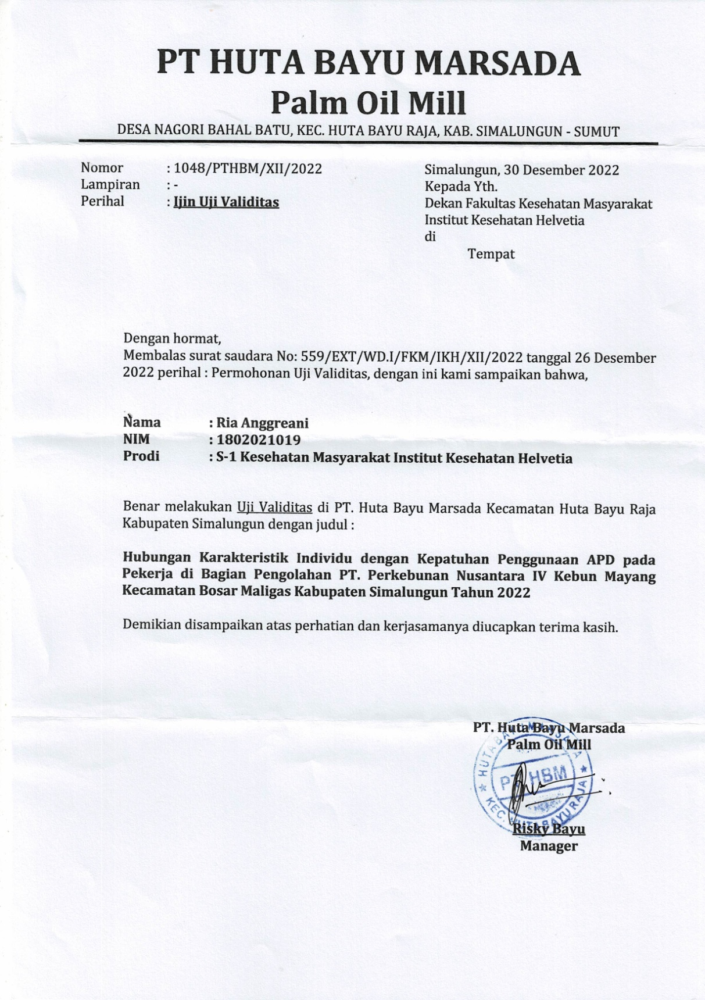 PT HUTA BAYU MARSADA
Palm Oil Mill
DESA NAGORI BAHAL BATU, KEC. HUTA BAYU RAJA, KAB. SIMALUNGUN - SUMUT
Nomor : 1048/PTHBM/XII/2022
Lampiran : -
Perihal : Ijin Uji Validitas
Simalungun, 30 Desember 2022
Kepada Yth.
Dekan Fakultas Kesehatan Masyarakat
Institut Kesehatan Helvetia
di
Tempat
Dengan hormat,
Membalas surat saudara No: 559/EXT/WD.I/FKM/IKH/XII/2022 tanggal 26 Desember
2022 perihal : Permohonan Uji Validitas, dengan ini kami sampaikan bahwa,
Nama : Ria Anggreani
NIM : 1802021019
Prodi : S-1 Kesehatan Masyarakat Institut Kesehatan Helvetia
Benar melakukan Uji Validitas di PT. Huta Bayu Marsada Kecamatan Huta Bayu Raja
Kabupaten Simalungun dengan judul :
Hubungan Karakteristik Individu dengan Kepatuhan Penggunaan APD pada
Pekerja di Bagian Pengolahan PT. Perkebunan Nusantara IV Kebun Mayang
Kecamatan Bosar Maligas Kabupaten Simalungun Tahun 2022
Demikian disampaikan atas perhatian dan kerjasamanya diucapkan terima kasih.
PT. Huta Bayu Marsada
Palm Oil Mill
HUTABAYU MARSADA
PT HBM
KEC. HUTABAYU RAJA
Risky Bayu
Manager